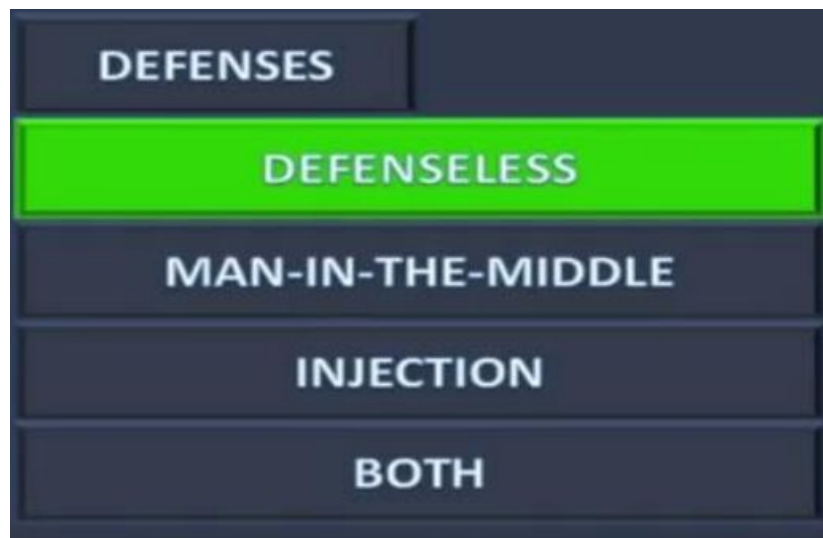 DEFENSES
DEFENSELESS
MAN-IN-THE-MIDDLE
INJECTION
BOTH